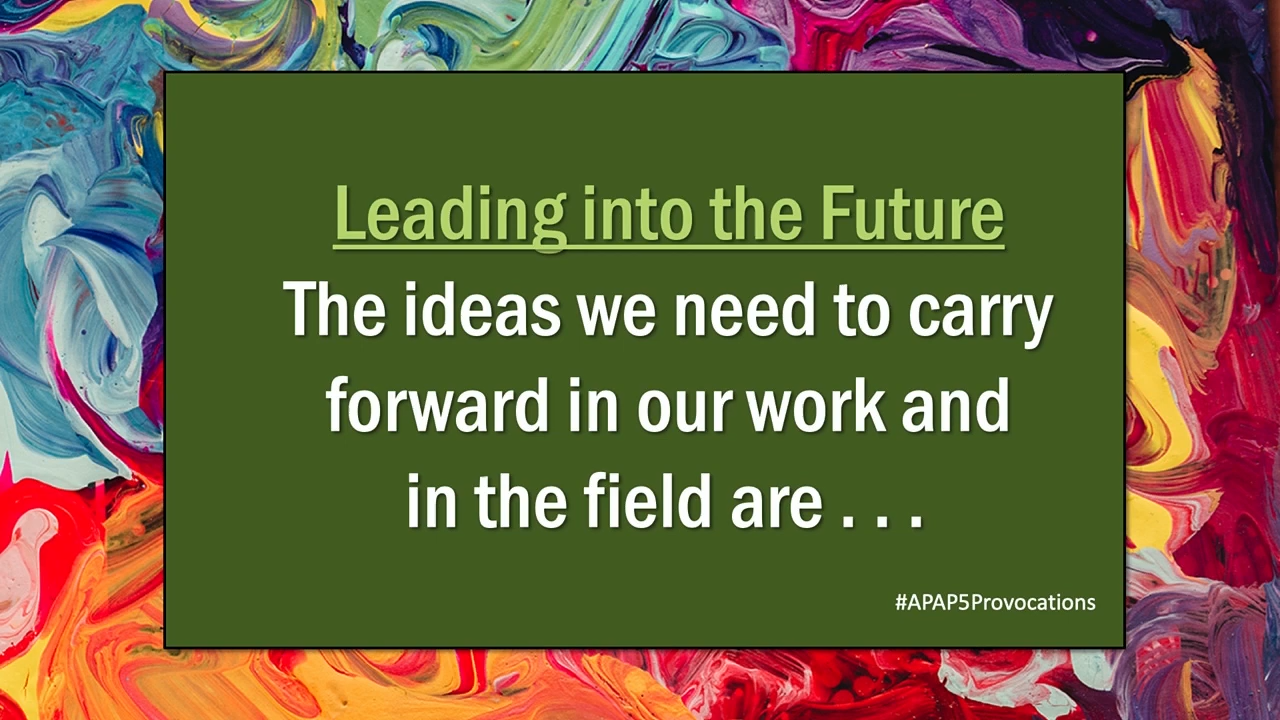 Leading into the Future
The ideas we need to carry
forward in our work and
in the field are . . .
#APAP5Provocations